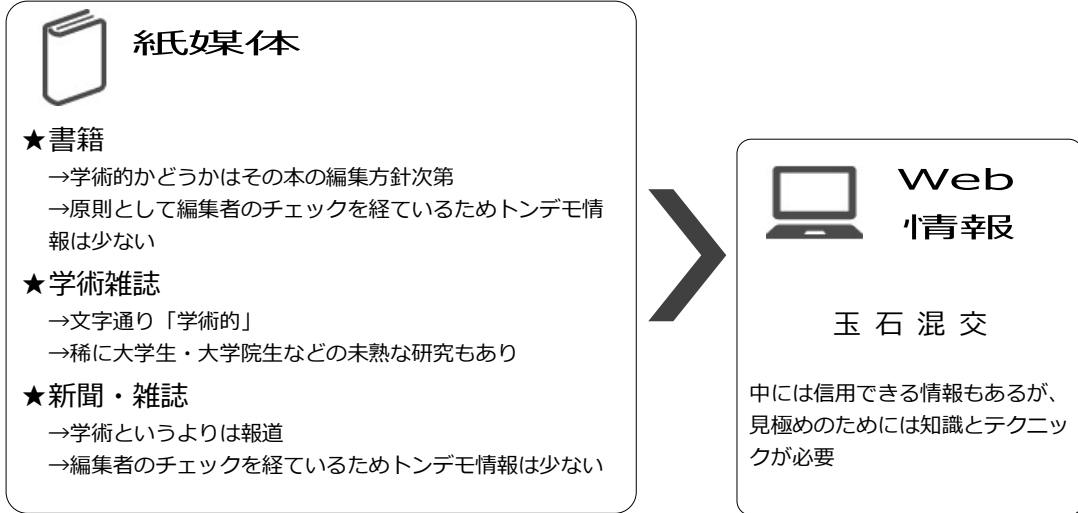 紙媒体
★書籍
→学術的かどうかはその本の編集方針次第
→原則として編集者のチェックを経ているためトンデモ情
報は少ない
★学術雑誌
→文字通り「学術的」
→稀に大学生・大学院生などの未熟な研究もあり
★新聞・雑誌
→学術というよりは報道
→編集者のチェックを経ているためトンデモ情報は少ない
Web
情報
玉石混交
中には信用できる情報もあるが、
見極めのためには知識とテクニッ
クが必要